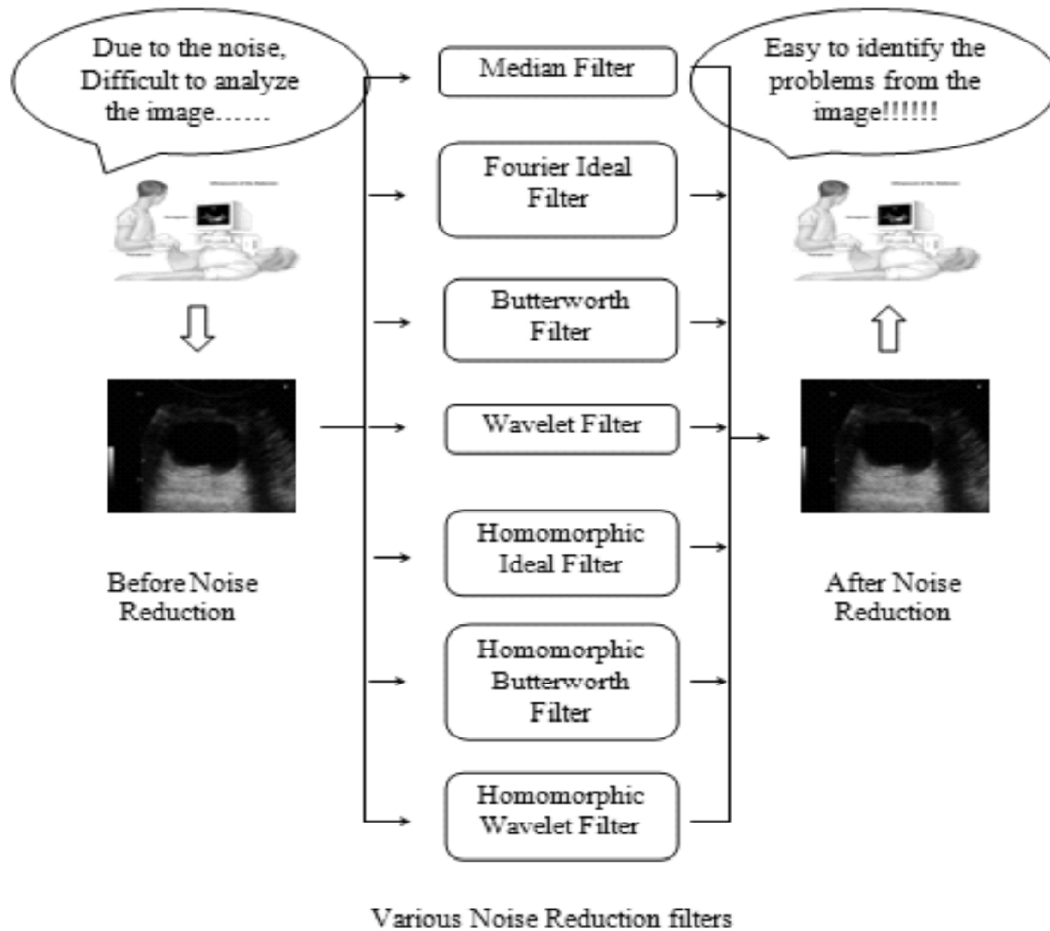 Due to the noise,
Difficult to analyze
the image......
Median Filter
Easy to identify the
problems from the
image!!!!!!
Fourier Ideal
Filter
Butterworth
Filter
Wavelet Filter
Homomorphic
Ideal Filter
Before Noise
Reduction
After Noise
Reduction
Homomorphic
Butterworth
Filter
Homomorphic
Wavelet Filter
Various Noise Reduction filters